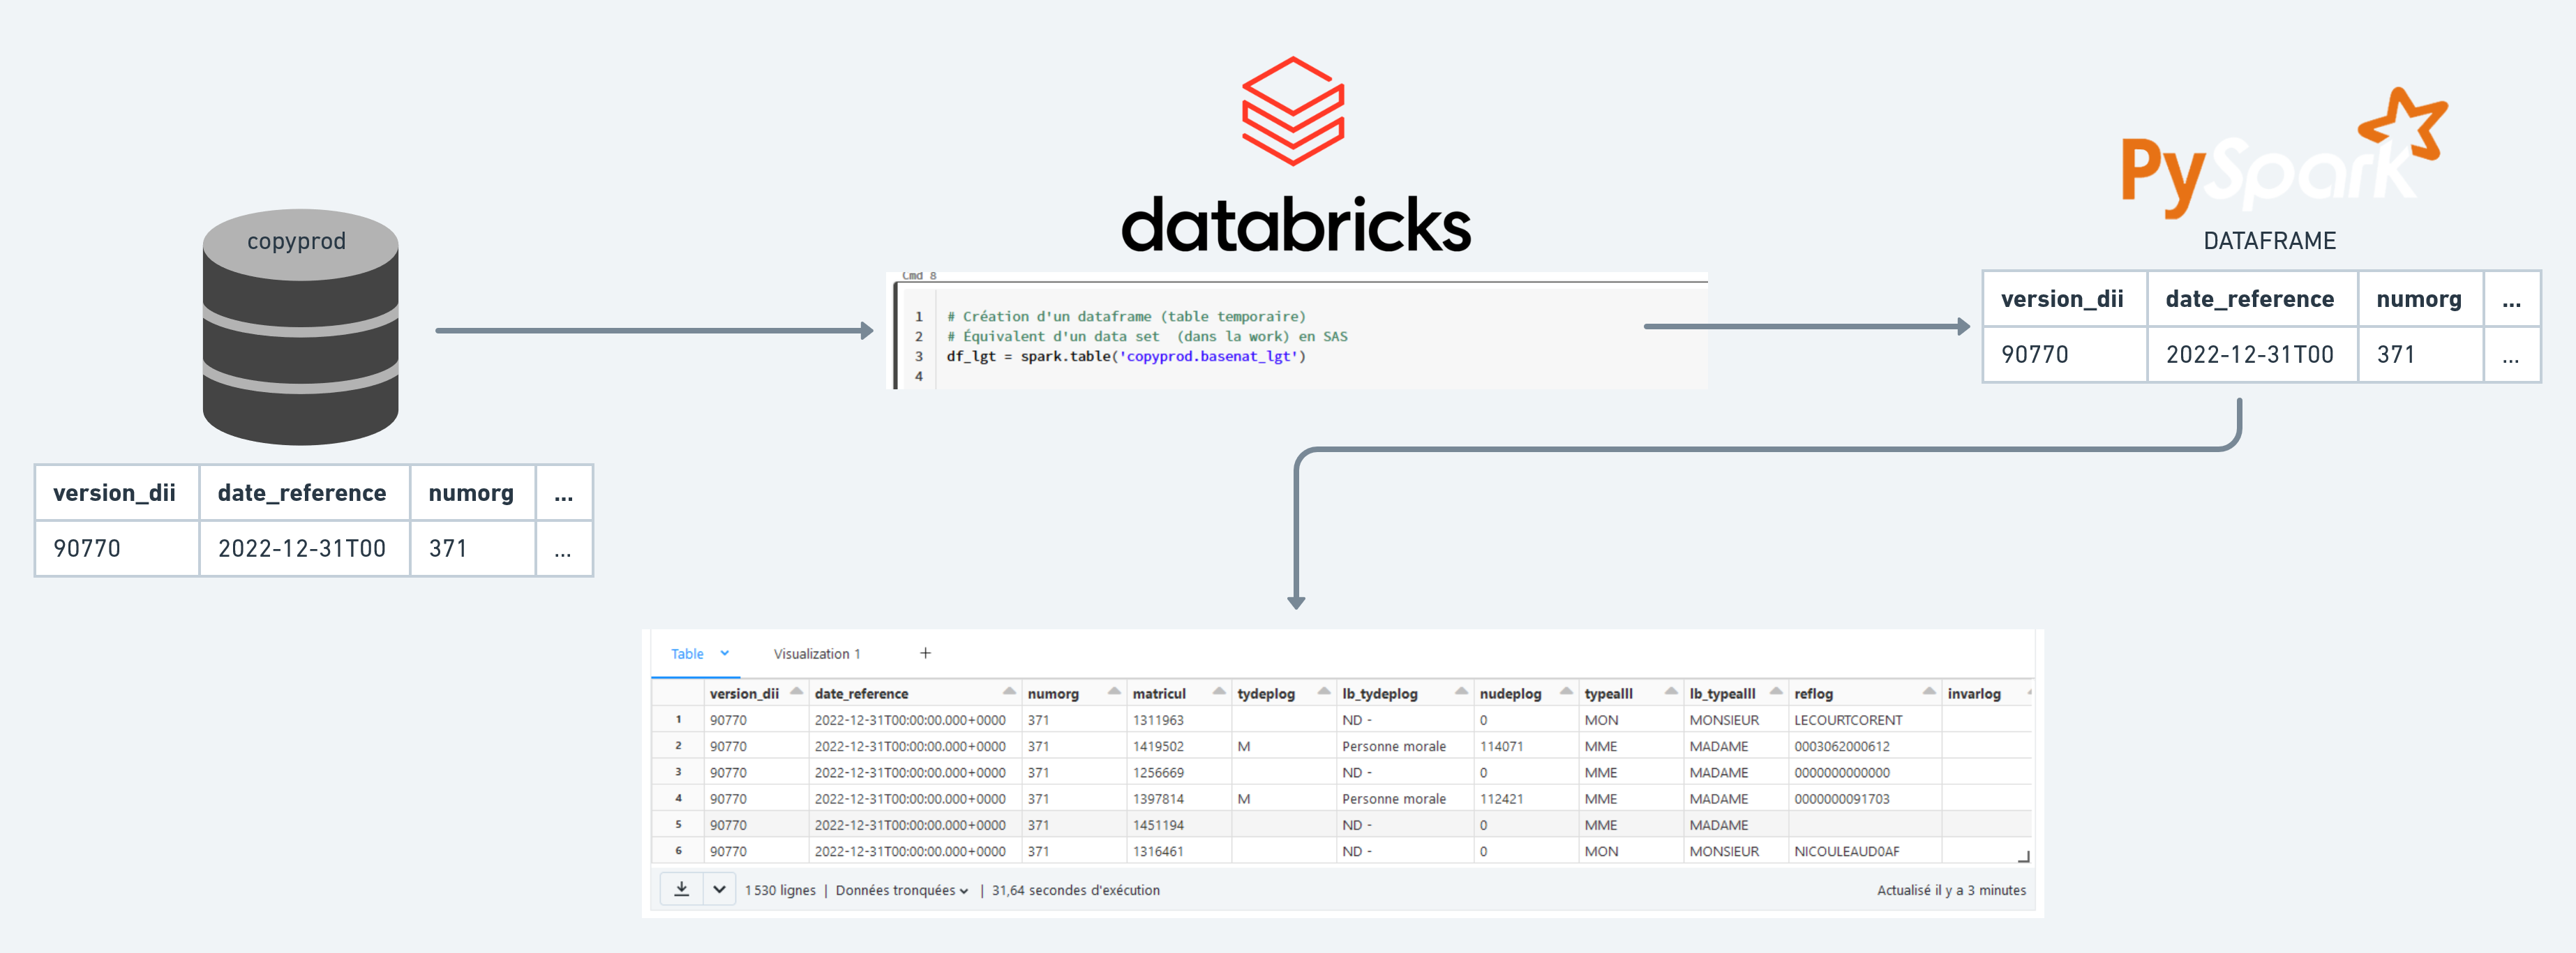 databricks
PySpark
DATAFRAME
copyprod
version_dii date_reference numorg ...
90770 2022-12-31T00 371 ...
Cmd 8
1 # Création d'un dataframe (table temporaire)
2 # Équivalent d'un data set (dans la work) en SAS
3 df_lgt = spark.table('copyprod.basenat_lgt')
4
version_dii date_reference numorg ...
90770 2022-12-31T00 371 ...
Table Visualization 1 +
version_dii date_reference numorg matricul tydeplog lb_tydeplog nudeplog typealll lb_typealll reflog invarlog
1 90770 2022-12-31T00:00:00.000+0000 371 1311963 ND - 0 MON MONSIEUR LECOURTCORENT
2 90770 2022-12-31T00:00:00.000+0000 371 1419502 M Personne morale 114071 MME MADAME 0003062000612
3 90770 2022-12-31T00:00:00.000+0000 371 1256669 ND - 0 MME MADAME 0000000000000
4 90770 2022-12-31T00:00:00.000+0000 371 1397814 M Personne morale 112421 MME MADAME 0000000091703
5 90770 2022-12-31T00:00:00.000+0000 371 1451194 ND - 0 MME MADAME
6 90770 2022-12-31T00:00:00.000+0000 371 1316461 ND - 0 MON MONSIEUR NICOULEAUD0AF
1 530 lignes | Données tronquées | 31,64 secondes d'exécution Actualisé il y a 3 minutes